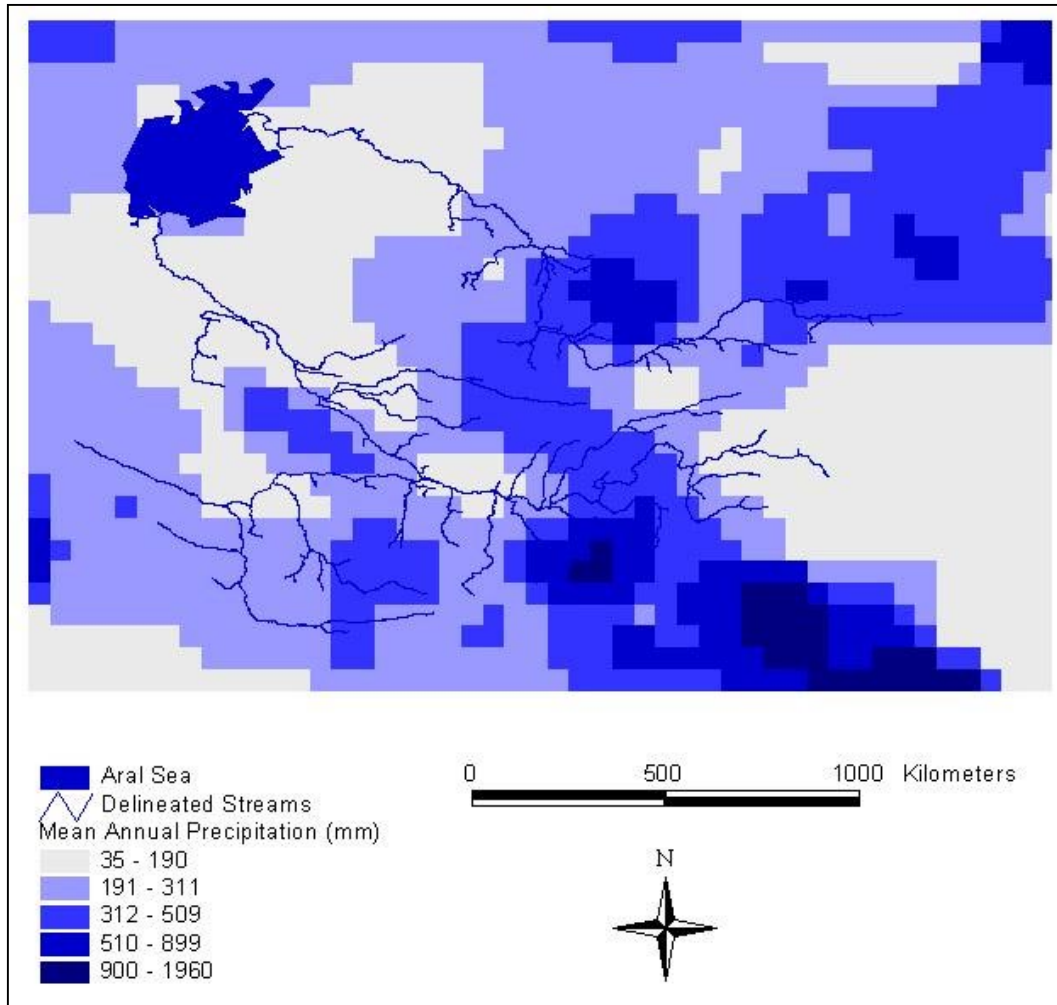 Aral Sea
Delineated Streams
Mean Annual Precipitation (mm)
35 - 190
191 - 311
312 - 509
510 - 899
900 - 1960
0 500 1000 Kilometers
N